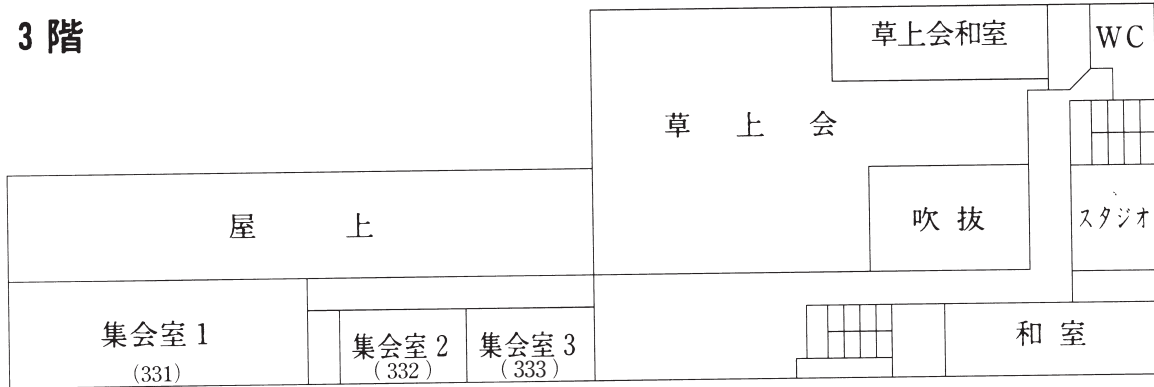 3階
草上会和室
WC
草上会
屋上
吹抜
スタジオ
集会室1
(331)
集会室2
(332)
集会室3
(333)
和室